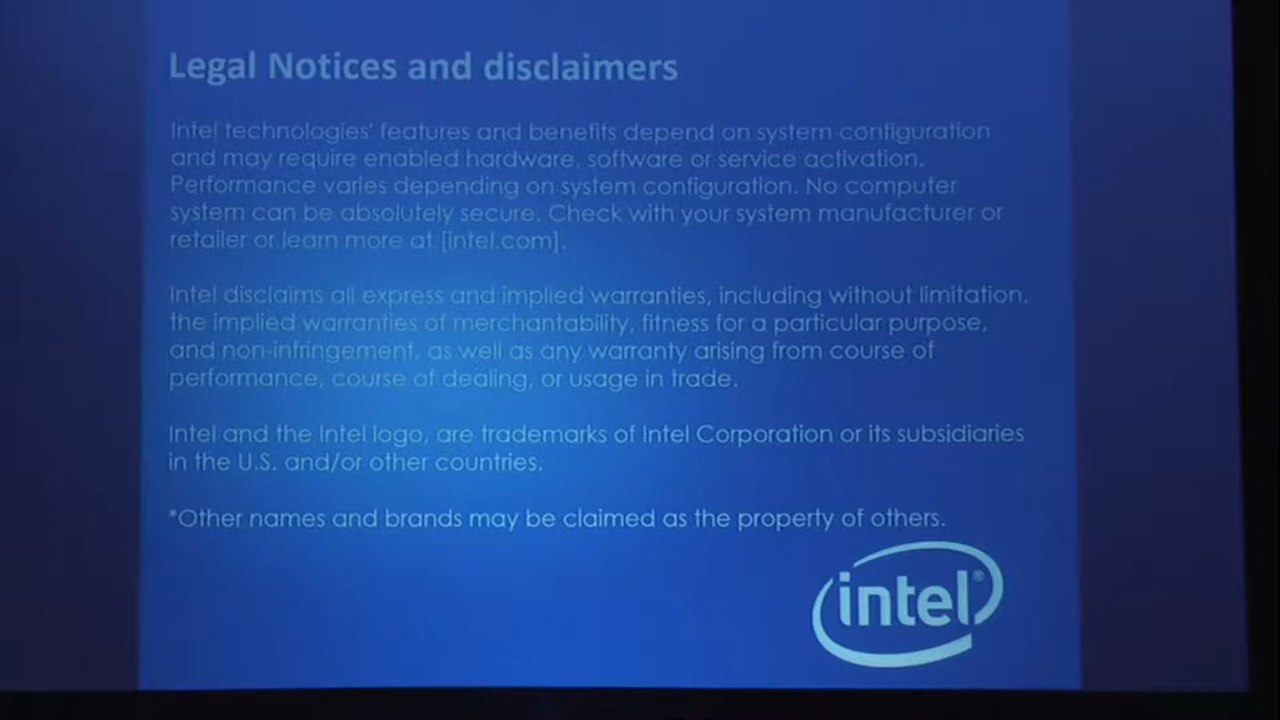 Legal Notices and disclaimers
Intel technologies' features and benefits depend on system configuration
and may require enabled hardware, software or service activation.
Performance varies depending on system configuration. No computer
system can be absolutely secure. Check with your system manufacturer or
retailer or learn more at [intel.com].
Intel disclaims all express and implied warranties, including without limitation,
the implied warranties of merchantability, fitness for a particular purpose,
and non-infringement, as well as any warranty arising from course of
performance, course of dealing, or usage in trade.
Intel and the Intel logo, are trademarks of Intel Corporation or its subsidiaries
in the U.S. and/or other countries.
*Other names and brands may be claimed as the property of others.
intel®